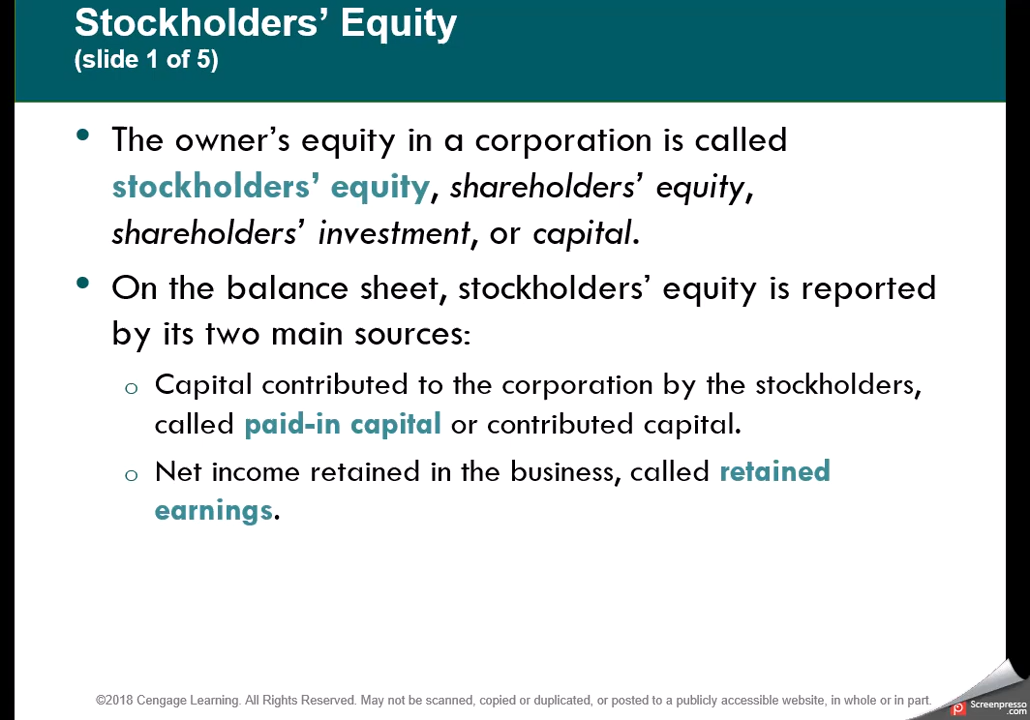 Stockholders’ Equity
(slide 1 of 5)
• The owner’s equity in a corporation is called
stockholders’ equity, shareholders’ equity,
shareholders’ investment, or capital.
• On the balance sheet, stockholders’ equity is reported
by its two main sources:
o Capital contributed to the corporation by the stockholders,
called paid-in capital or contributed capital.
o Net income retained in the business, called retained
earnings.
©2018 Cengage Learning. All Rights Reserved. May not be scanned, copied or duplicated, or posted to a publicly accessible website, in whole or in part.
Screenpresso
.com